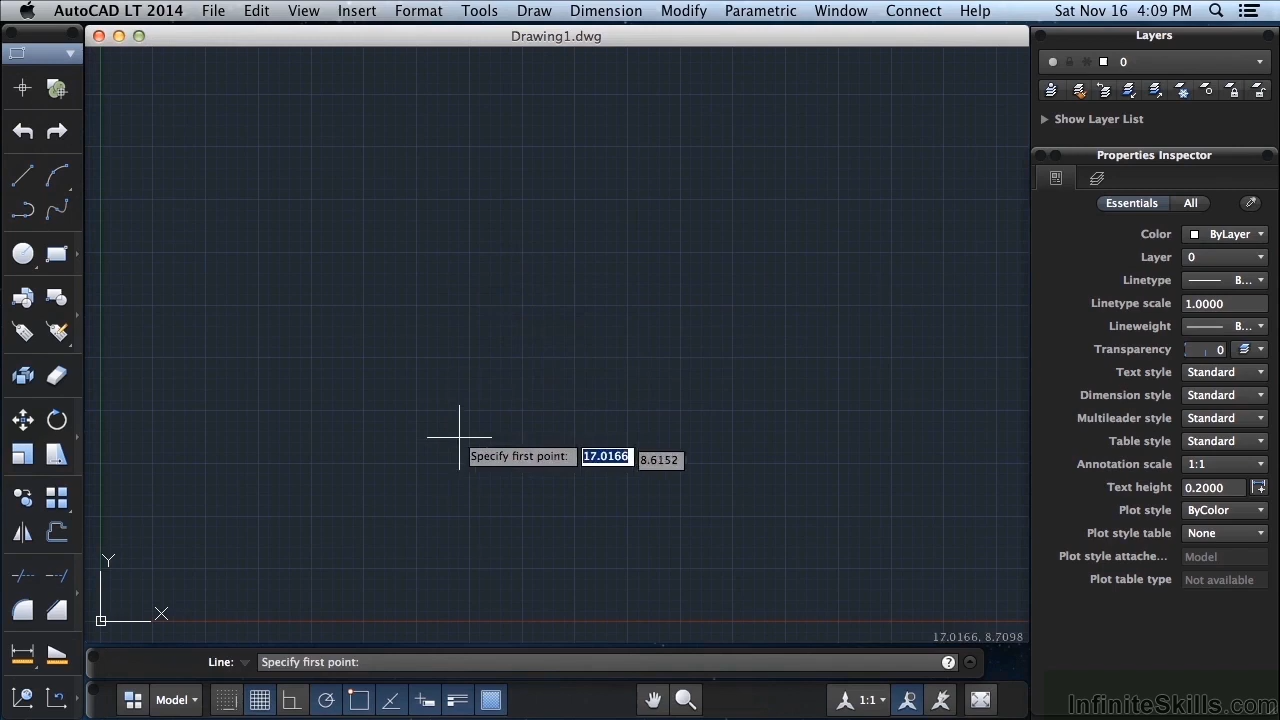 AutoCAD LT 2014 File Edit View Insert Format Tools Draw Dimension Modify Parametric Window Connect Help Sat Nov 16 4:09 PM
Drawing1.dwg
Layers
0
Show Layer List
Properties Inspector
Essentials All
Color ByLayer
Layer 0
Linetype B...
Linetype scale 1.0000
Lineweight B...
Transparency 0
Text style Standard
Dimension style Standard
Multileader style Standard
Table style Standard
Annotation scale 1:1
Text height 0.2000
Plot style ByColor
Plot style table None
Plot style attache... Model
Plot table type Not available
Specify first point: 17.0166 8.6152
Y
X
17.0166, 8.7098
Line: Specify first point: ?
Model 1:1
InfiniteSkills.com